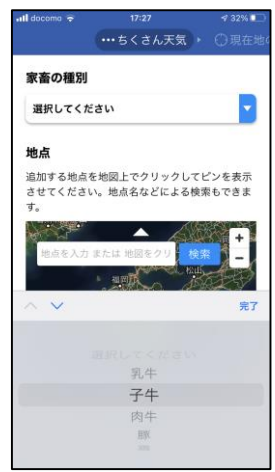 docomo 17:27 32%
•••ちくさん天気 現在地の
家畜の種別
選択してください
地点
追加する地点を地図上でクリックしてピンを表示
させてください。地点名などによる検索もできま
す。
+
地点を入力 または 地図をクリ 検索
−
松山
福岡
完了
選択してください
乳牛
子牛
肉牛
豚